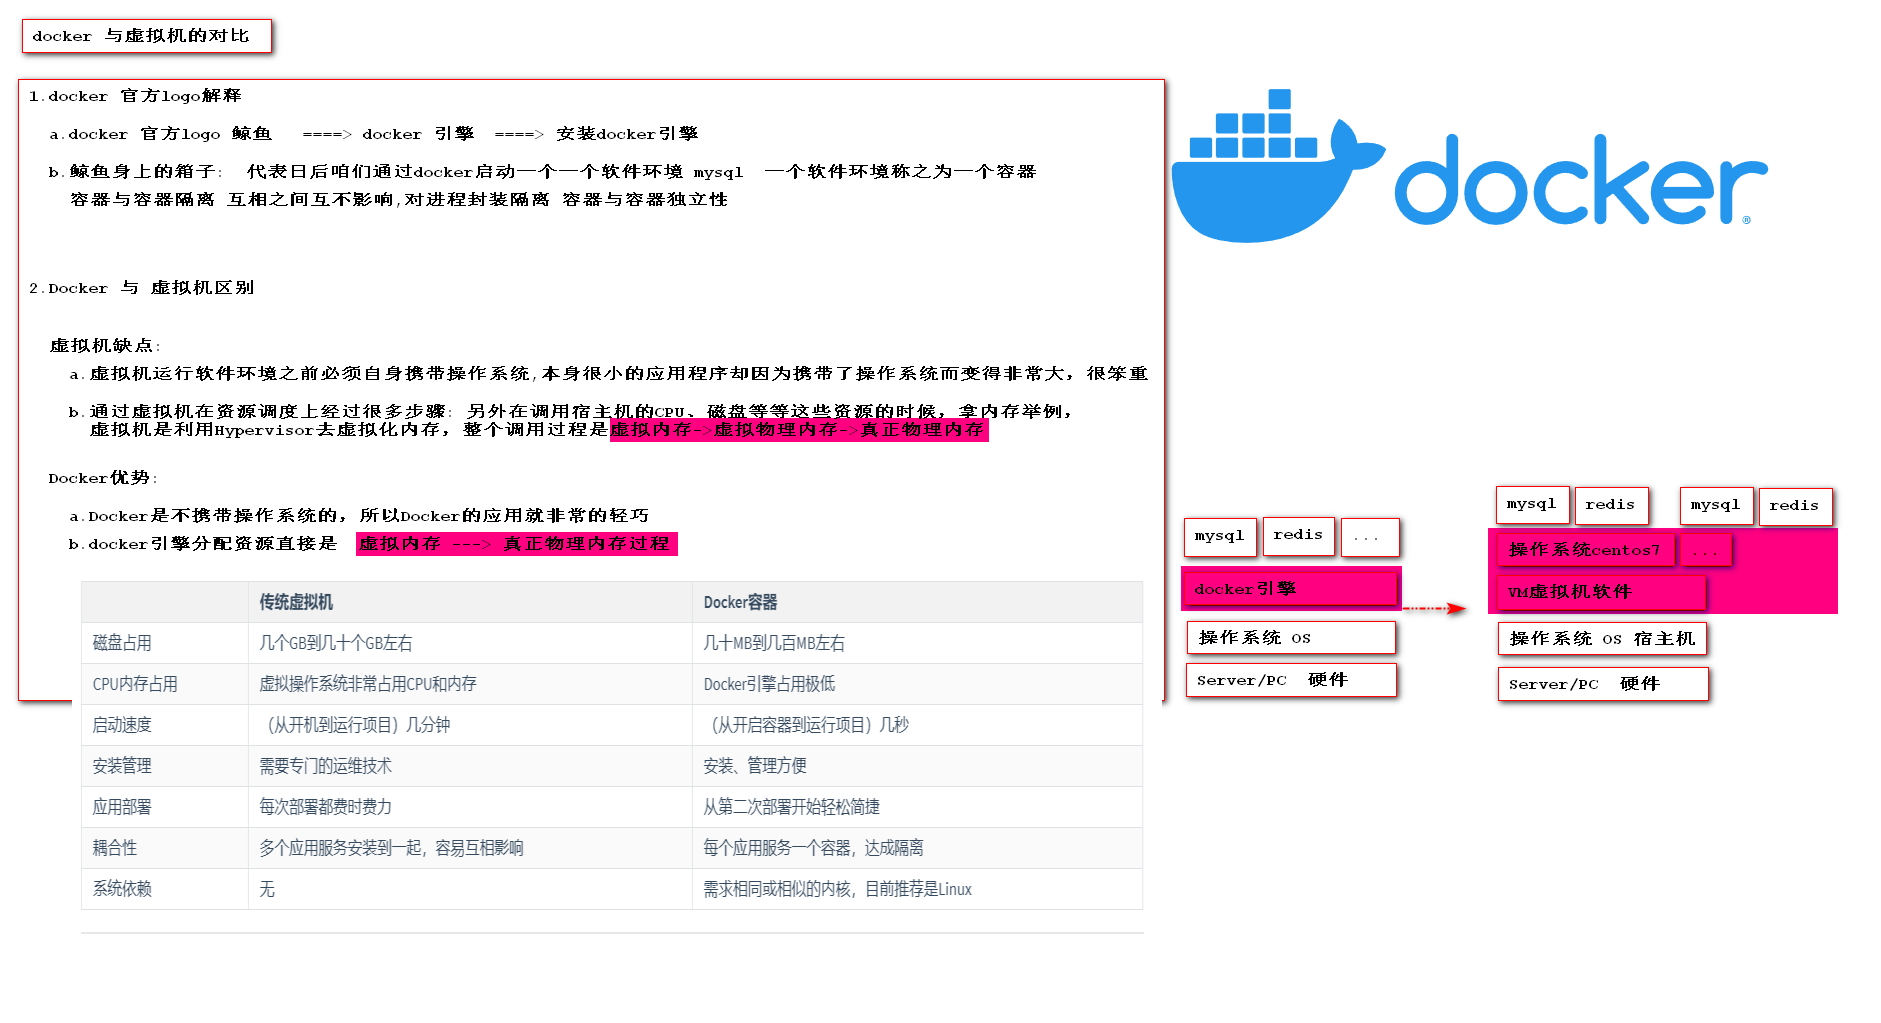 docker 与虚拟机的对比
1.docker 官方logo解释
a.docker 官方logo 鲸鱼 ====> docker 引擎 ====> 安装docker引擎
b.鲸鱼身上的箱子: 代表日后咱们通过docker启动一个一个软件环境 mysql 一个软件环境称之为一个容器
容器与容器隔离 互相之间互不影响,对进程封装隔离 容器与容器独立性
2.Docker 与 虚拟机区别
虚拟机缺点:
a.虚拟机运行软件环境之前必须自身携带操作系统,本身很小的应用程序却因为携带了操作系统而变得非常大，很笨重
b.通过虚拟机在资源调度上经过很多步骤: 另外在调用宿主机的CPU、磁盘等等这些资源的时候，拿内存举例，
虚拟机是利用Hypervisor去虚拟化内存，整个调用过程是虚拟内存->虚拟物理内存->真正物理内存
Docker优势:
a.Docker是不携带操作系统的，所以Docker的应用就非常的轻巧
b.docker引擎分配资源直接是 虚拟内存 ---> 真正物理内存过程
传统虚拟机 Docker容器
磁盘占用 几个GB到几十个GB左右 几十MB到几百MB左右
CPU内存占用 虚拟操作系统非常占用CPU和内存 Docker引擎占用极低
启动速度 （从开机到运行项目）几分钟 （从开启容器到运行项目）几秒
安装管理 需要专门的运维技术 安装、管理方便
应用部署 每次部署都费时费力 从第二次部署开始轻松简捷
耦合性 多个应用服务安装到一起，容易互相影响 每个应用服务一个容器，达成隔离
系统依赖 无 需求相同或相似的内核，目前推荐是Linux
docker®
mysql redis ...
docker引擎
操作系统 OS
Server/PC 硬件
mysql redis mysql redis
操作系统centos7 ...
VM虚拟机软件
操作系统 OS 宿主机
Server/PC 硬件